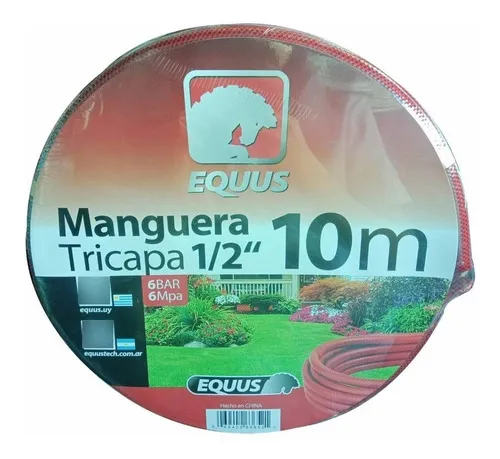 EQUUS
Manguera
Tricapa 1/2“ 10m
6BAR
6Mpa
equus.uy
equustech.com.ar
EQUUS
Hecho en CHINA